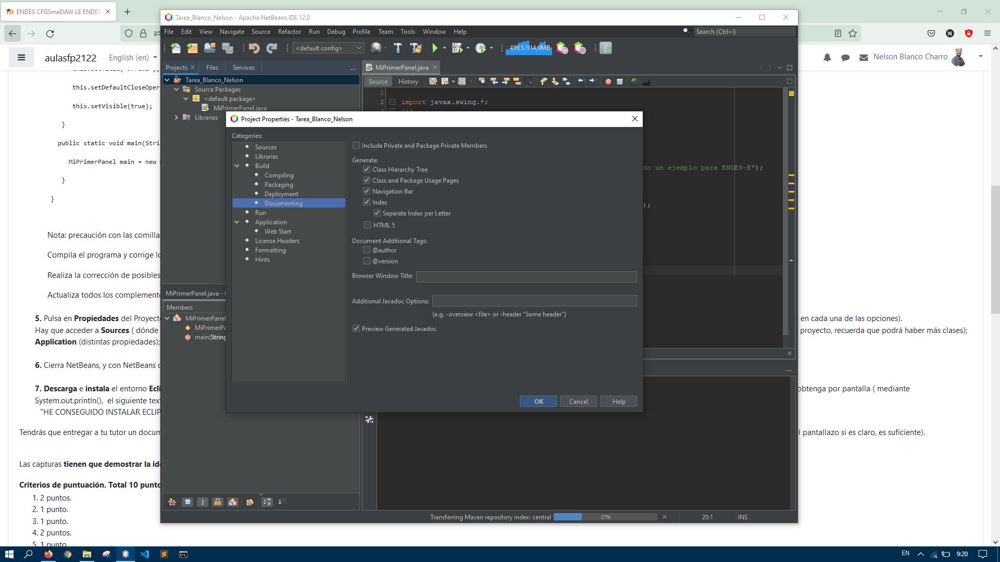 ENDES CFGSmeDAW LE ENDES
aulasfp2122
English (en)
Nelson Blanco Charro
this.setDefaultCloseOper
this.setVisible(true);
}
public static void main(Stri
MiPrimerPanel main = new
}
}
Nota: precaución con las comilla
Compila el programa y corrige lo
Realiza la corrección de posibles
Actualiza todos los complemento
5. Pulsa en Propiedades del Proyecto
en cada una de las opciones).
Hay que acceder a Sources ( dónde
proyecto, recuerda que podrá haber más clases);
Application (distintas propiedades);
6. Cierra NetBeans, y con NetBeans
7. Descarga e instala el entorno Ecli
obtenga por pantalla ( mediante
System.out.println(), el siguiente text
"HE CONSEGUIDO INSTALAR ECLIP
Tendrás que entregar a tu tutor un docum
l pantallazo si es claro, es suficiente).
Las capturas tienen que demostrar la ide
Criterios de puntuación. Total 10 punto
1. 2 puntos.
2. 1 punto.
3. 1 punto.
4. 2 puntos.
5. 1 punto
Tarea_Blanco_Nelson - Apache NetBeans IDE 12.0
File Edit View Navigate Source Refactor Run Debug Profile Team Tools Window Help
Search (Ctrl+I)
<default config>
499,5/914,0MB
Projects Files Services
MiPrimerPanel.java
Tarea_Blanco_Nelson
Source Packages
<default package>
MiPrimerPanel.java
Libraries
Source History
1
2 import javax.swing.*;
3 /**
do un ejemplo para ENDES-E");
);
MiPrimerPanel.java -
Members
MiPrimerPanel
MiPrimerPa
main(String
Project Properties - Tarea_Blanco_Nelson
Categories:
Sources
Libraries
Build
Compiling
Packaging
Deployment
Documenting
Run
Application
Web Start
License Headers
Formatting
Hints
Include Private and Package Private Members
Generate:
Class Hierarchy Tree
Class and Package Usage Pages
Navigation Bar
Index
Separate Index per Letter
HTML 5
Document Additional Tags:
@author
@version
Browser Window Title:
Additional Javadoc Options:
(e.g. -overview <file> or -header "Some header")
Preview Generated Javadoc
OK Cancel Help
Transferring Maven repository index: central 27%
20:1 INS
EN 9:20